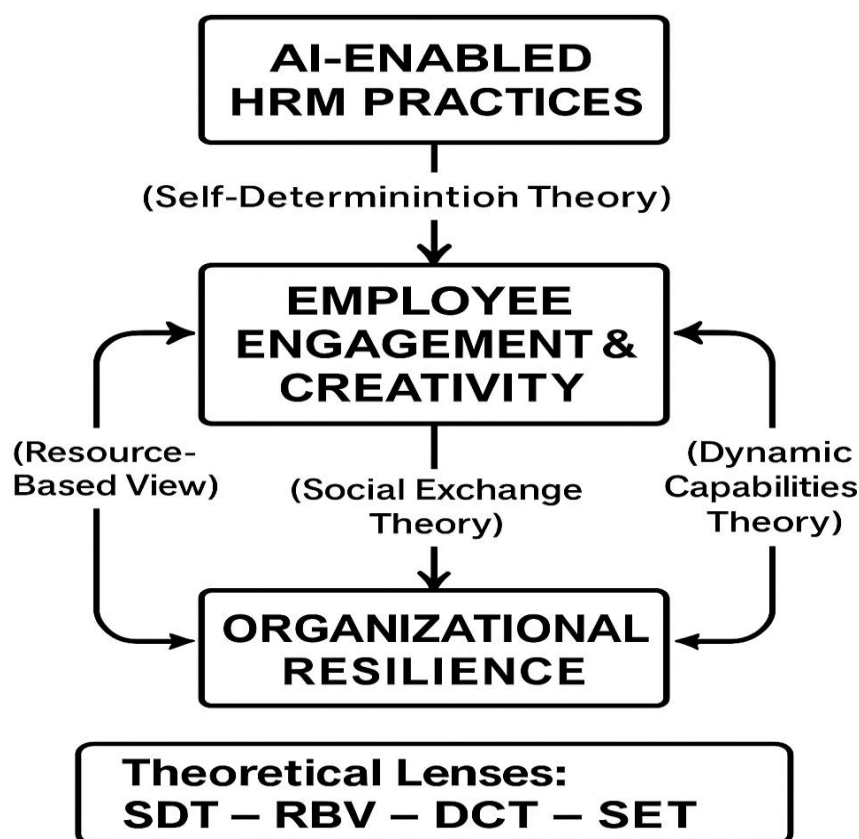 AI-ENABLED
HRM PRACTICES
(Self-Determinintion Theory)
EMPLOYEE
ENGAGEMENT &
CREATIVITY
(Resource-
Based View)
(Social Exchange
Theory)
(Dynamic
Capabilities
Theory)
ORGANIZATIONAL
RESILIENCE
Theoretical Lenses:
SDT – RBV – DCT – SET